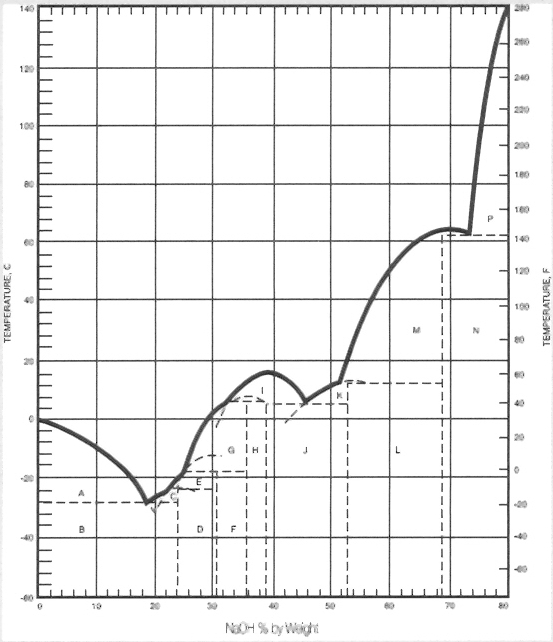 140
120
100
80
60
40
20
0
-20
-40
-60
TEMPERATURE, C
280
260
240
220
200
180
160
140
120
100
80
60
40
20
0
-20
-40
-60
TEMPERATURE, F
P
M
N
I
K
G
H
J
L
E
A
C
B
D
F
0
10
20
30
40
50
60
70
80
NaOH % by Weight